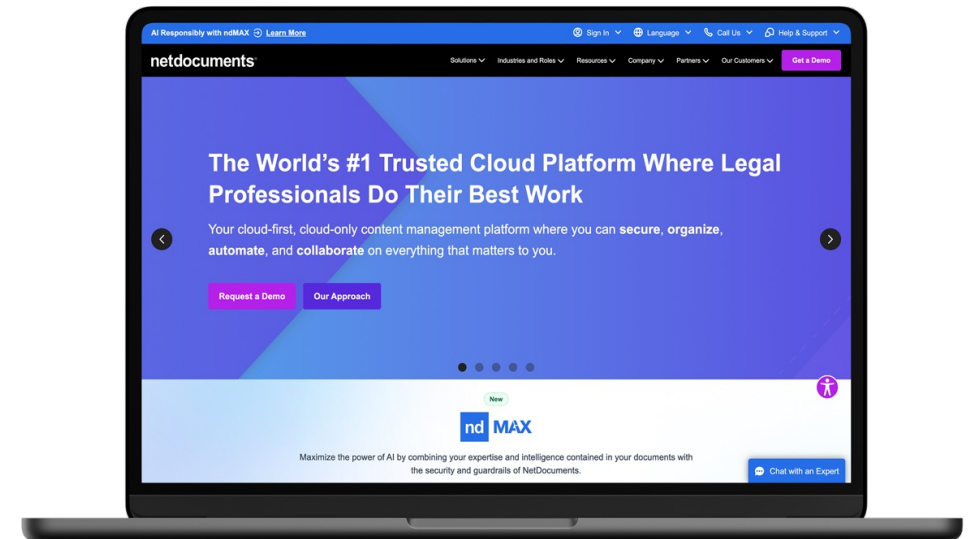 AI Responsibly with ndMAX Learn More
Sign In Language Call Us Help & Support
netdocuments
Solutions Industries and Roles Resources Company Partners Our Customers Get a Demo
The World's #1 Trusted Cloud Platform Where Legal
Professionals Do Their Best Work
Your cloud-first, cloud-only content management platform where you can secure, organize,
automate, and collaborate on everything that matters to you.
Request a Demo Our Approach
New
nd MAX
Maximize the power of AI by combining your expertise and intelligence contained in your documents with
the security and guardrails of NetDocuments.
Chat with an Expert